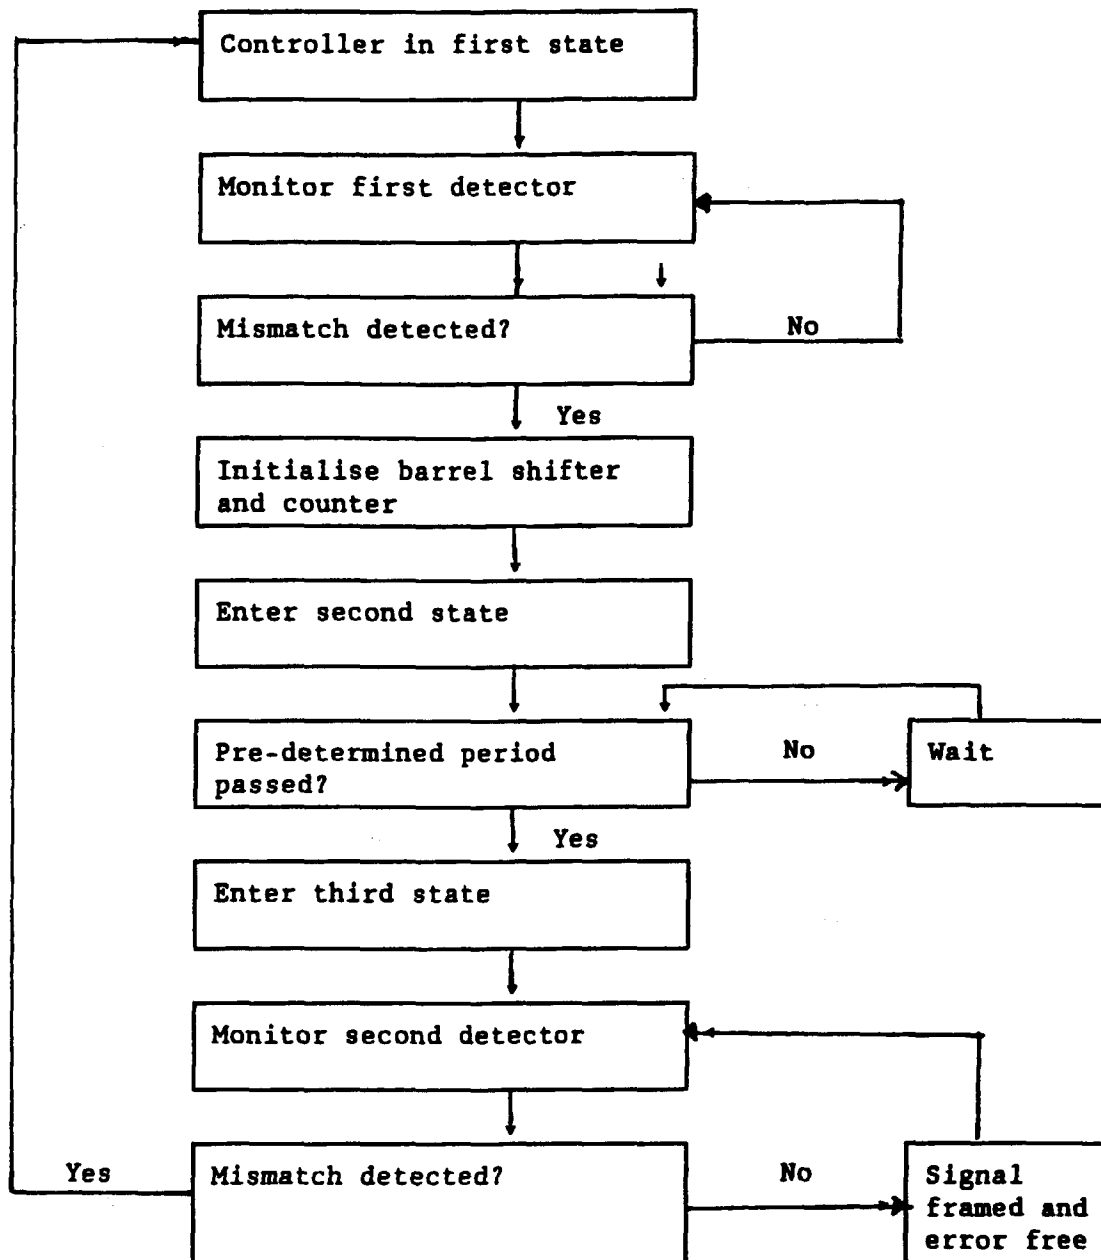 Controller in first state
Monitor first detector
Mismatch detected?
No
Yes
Initialise barrel shifter
and counter
Enter second state
Pre-determined period
passed?
No
Wait
Yes
Enter third state
Monitor second detector
Yes
Mismatch detected?
No
Signal
framed and
error free